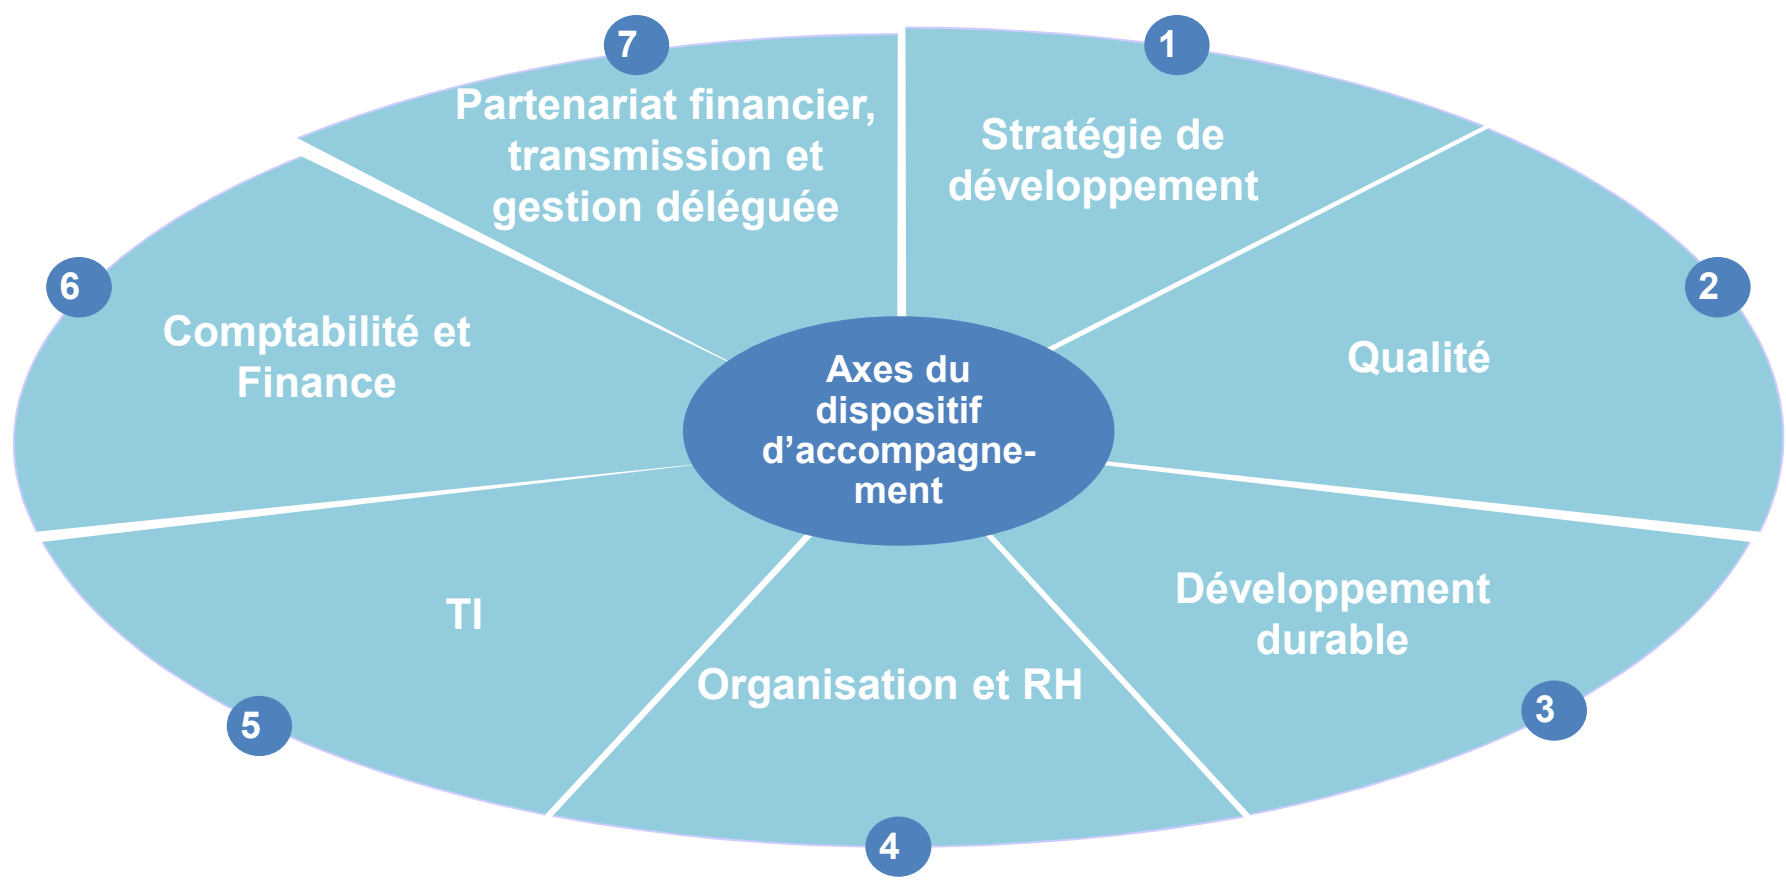 7
Partenariat financier,
transmission et
gestion déléguée
1
Stratégie de
développement
2
Qualité
6
Comptabilité et
Finance
Axes du
dispositif
d’accompagne-
ment
3
Développement
durable
5
TI
4
Organisation et RH